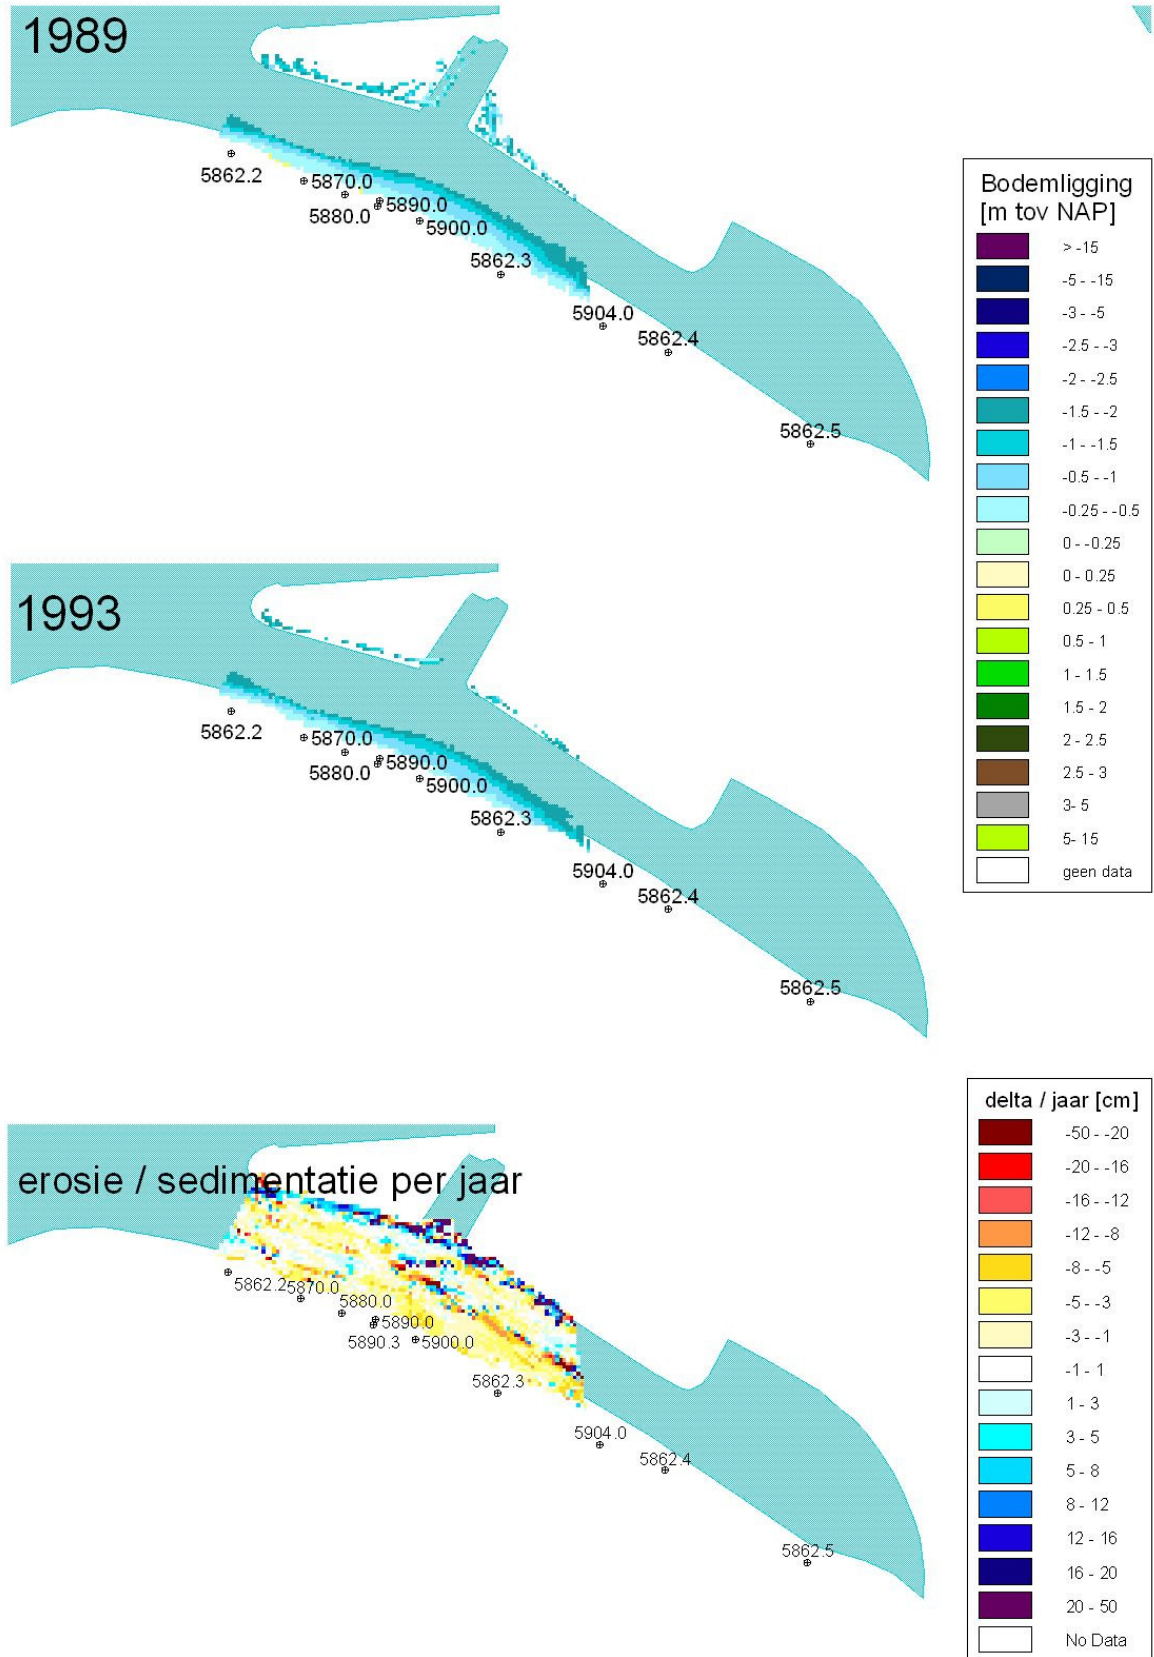 1989
5862.2
5870.0
5880.0
5890.0
5900.0
5862.3
5904.0
5862.4
5862.5
Bodemligging
[m tov NAP]
> -15
-5 - -15
-3 - -5
-2.5 - -3
-2 - -2.5
-1.5 - -2
-1 - -1.5
-0.5 - -1
-0.25 - -0.5
0 - -0.25
0 - 0.25
0.25 - 0.5
0.5 - 1
1 - 1.5
1.5 - 2
2 - 2.5
2.5 - 3
3- 5
5- 15
geen data
1993
5862.2
5870.0
5880.0
5890.0
5900.0
5862.3
5904.0
5862.4
5862.5
erosie / sedimentatie per jaar
5862.2
5870.0
5880.0
5890.0
5890.3
5900.0
5862.3
5904.0
5862.4
5862.5
delta / jaar [cm]
-50 - -20
-20 - -16
-16 - -12
-12 - -8
-8 - -5
-5 - -3
-3 - -1
-1 - 1
1 - 3
3 - 5
5 - 8
8 - 12
12 - 16
16 - 20
20 - 50
No Data